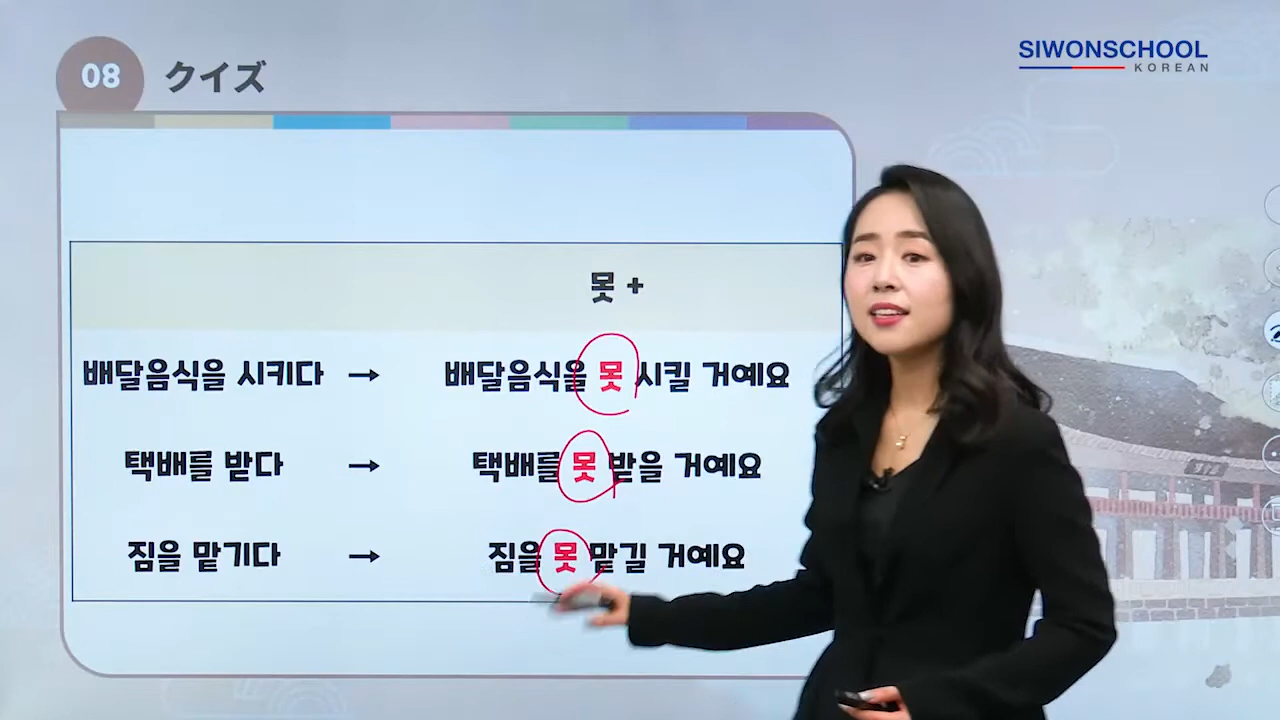 SIWONSCHOOL
KOREAN
08 クイズ
못 +
배달음식을 시키다 → 배달음식을 못 시킬 거예요
택배를 받다 → 택배를 못 받을 거예요
짐을 맡기다 → 짐을 못 맡길 거예요